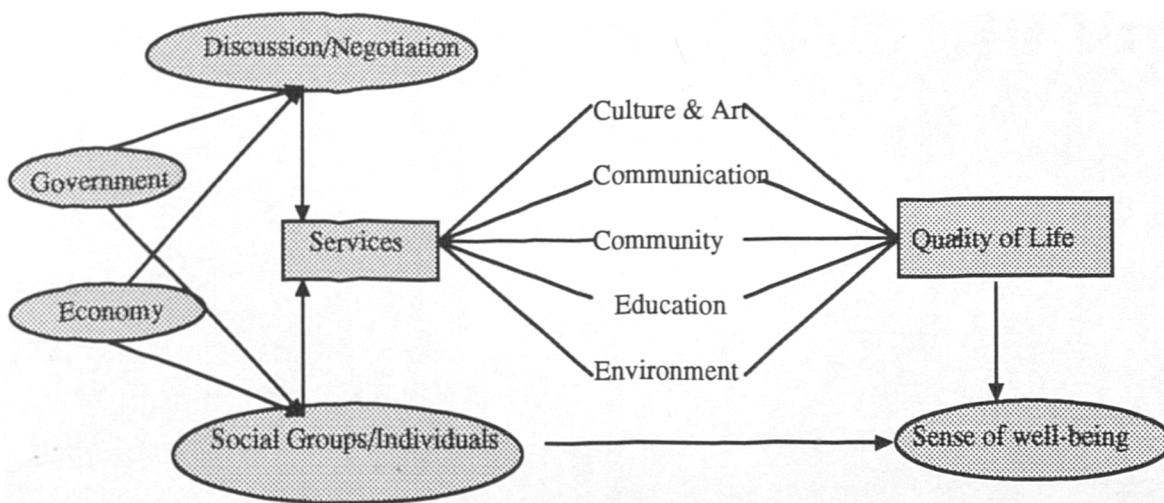 Discussion/Negotiation
Government
Economy
Services
Social Groups/Individuals
Culture & Art
Communication
Community
Education
Environment
Quality of Life
Sense of well-being